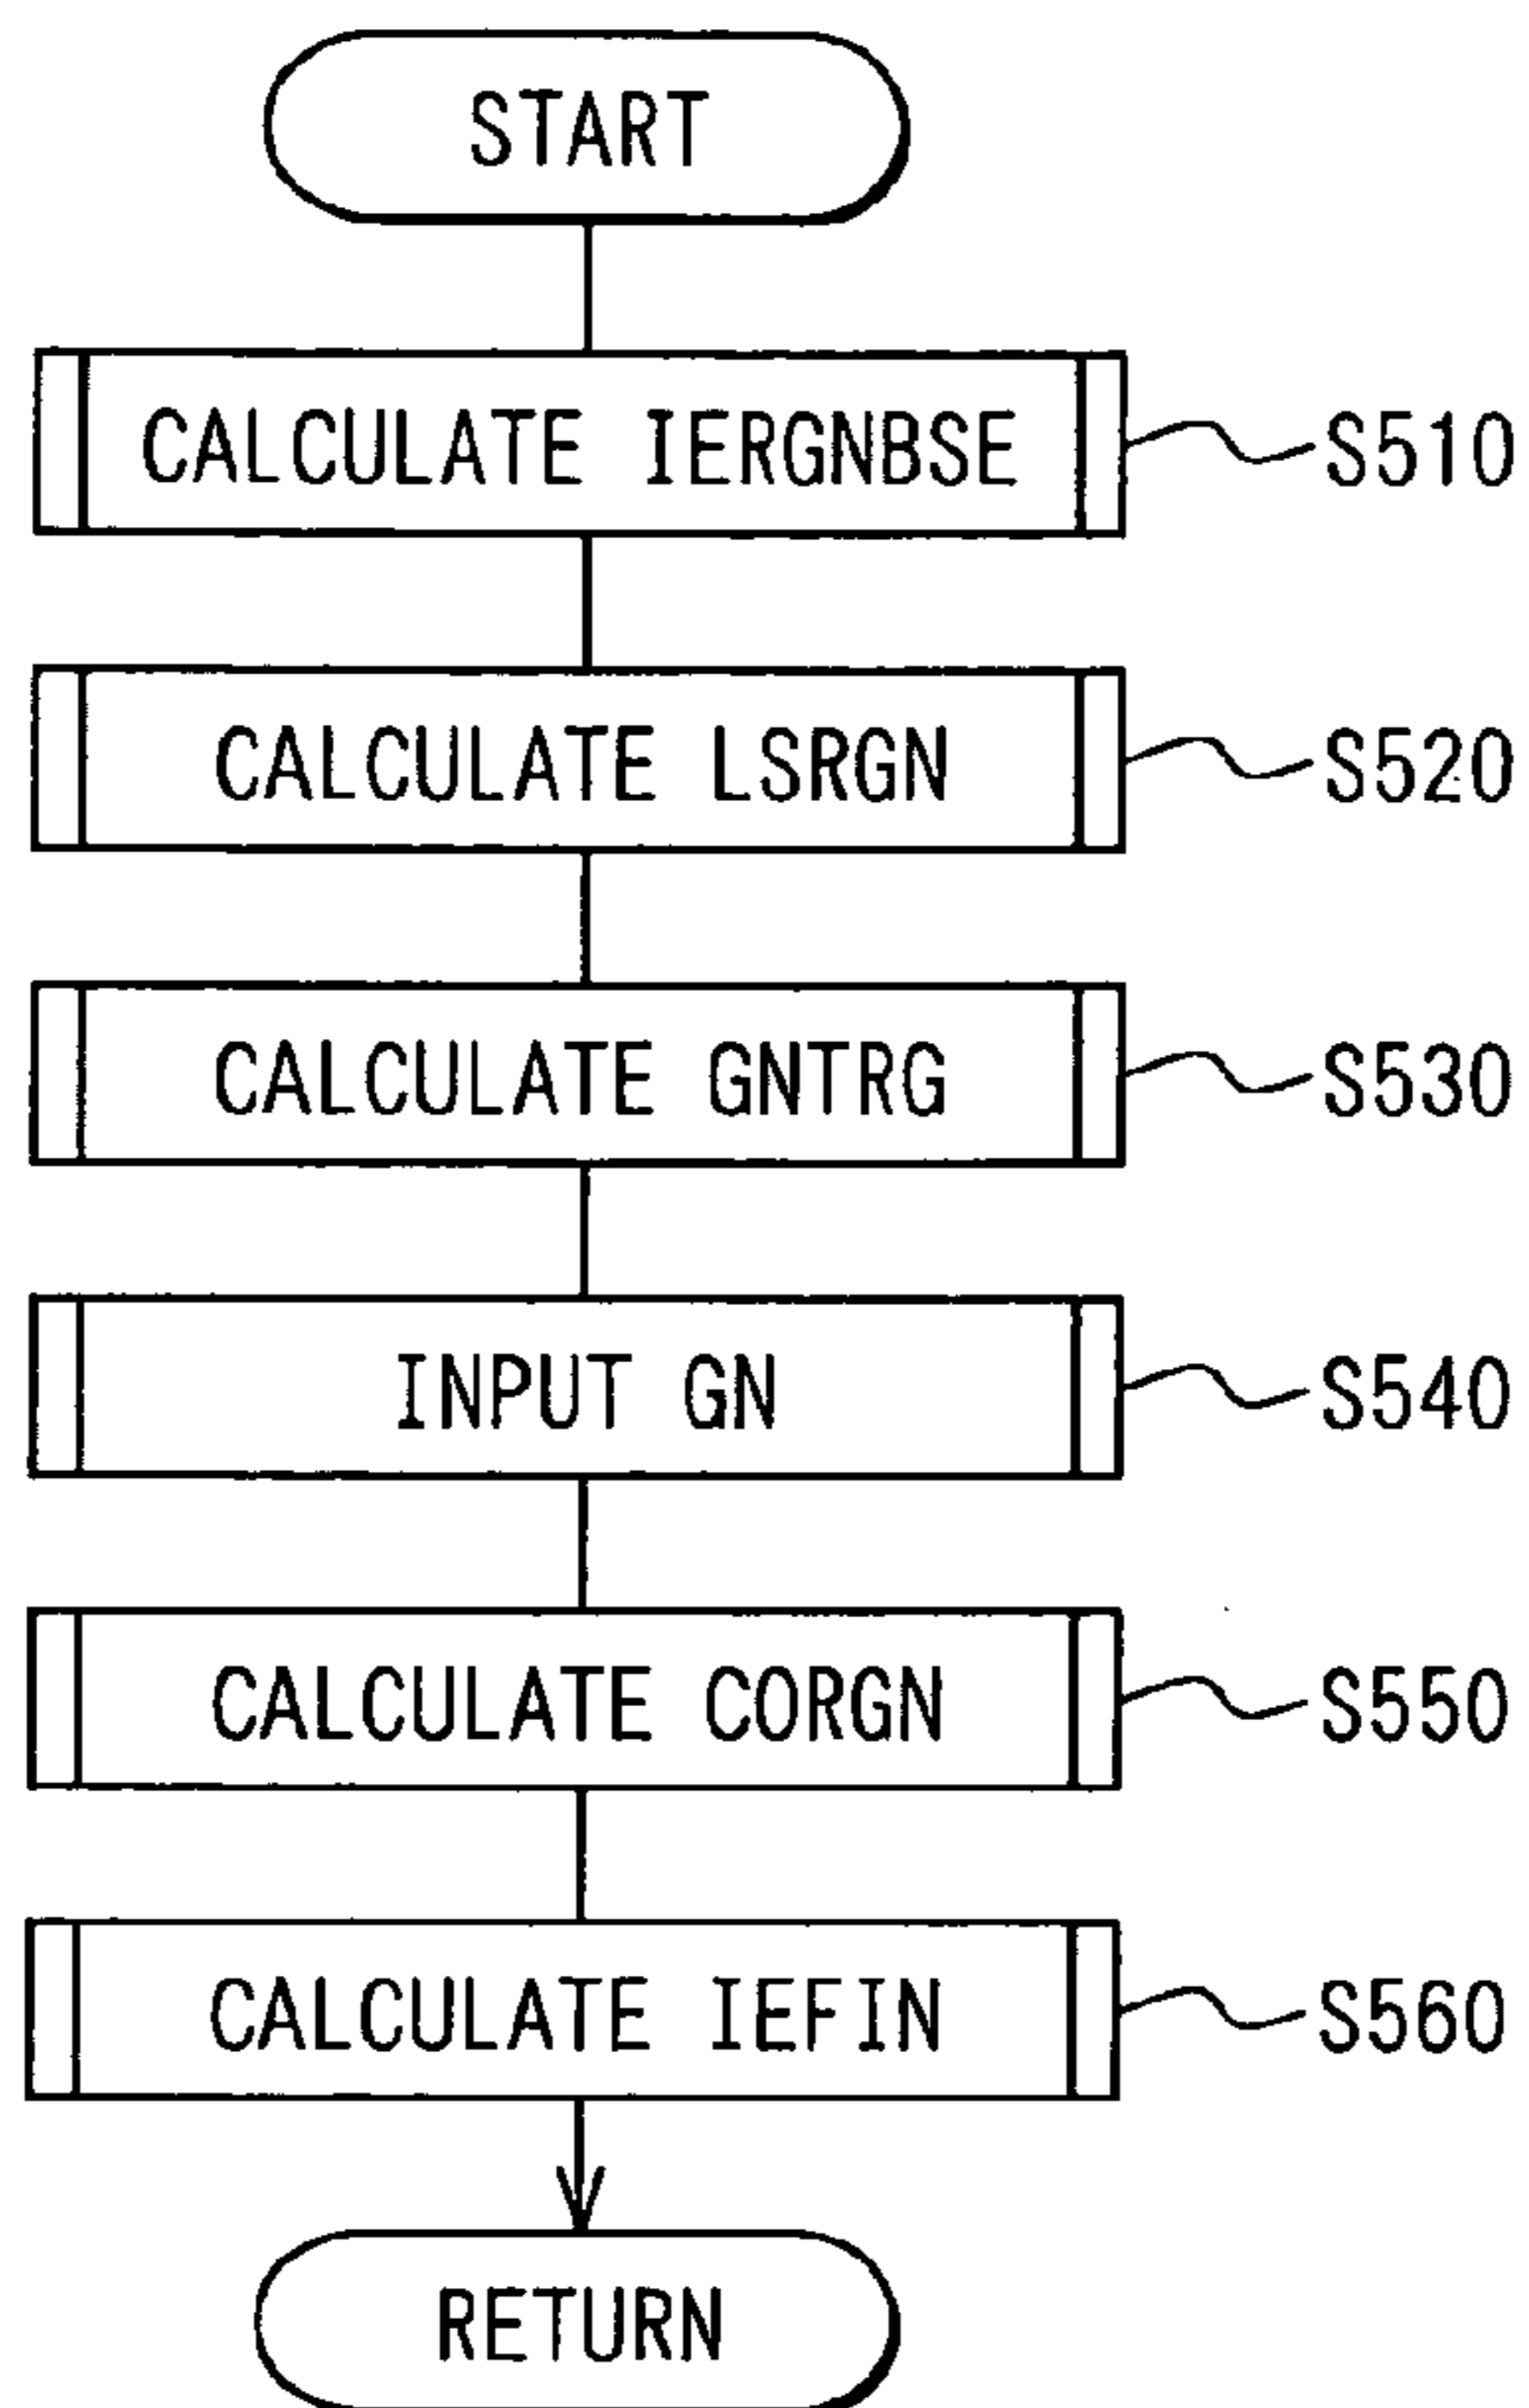 START
CALCULATE IERGNBSE S510
CALCULATE LSRGN S520
CALCULATE GNTRG S530
INPUT GN S540
CALCULATE CORGN S550
CALCULATE IEFIN S560
RETURN